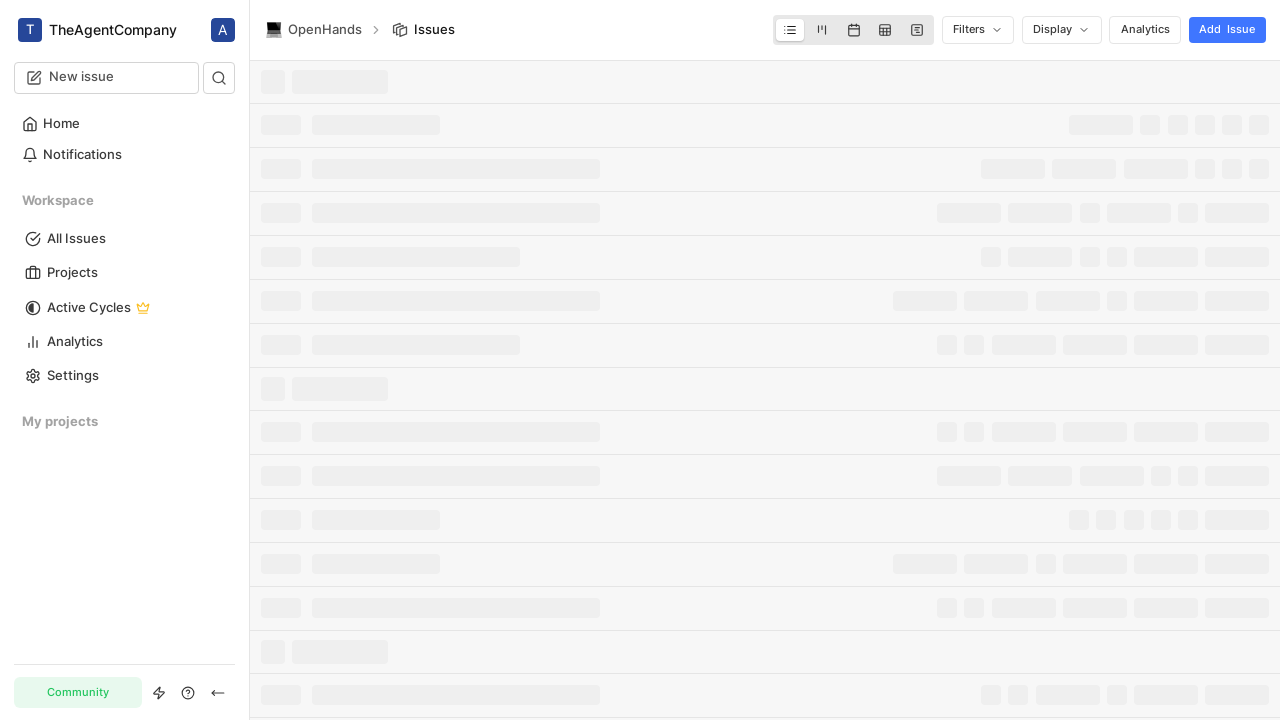 T TheAgentCompany A
OpenHands Issues
Filters Display Analytics Add Issue
New issue
Home
Notifications
Workspace
All Issues
Projects
Active Cycles
Analytics
Settings
My projects
Community